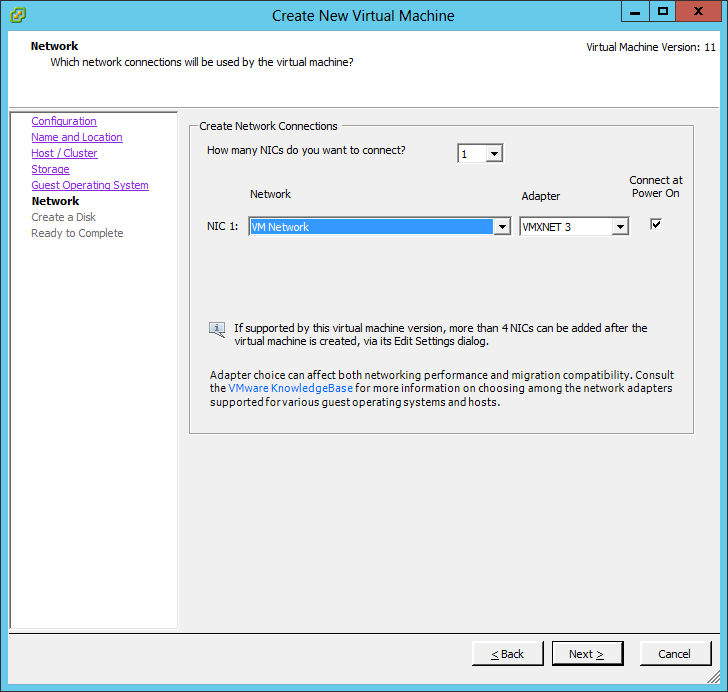 Create New Virtual Machine
Network
Which network connections will be used by the virtual machine?
Virtual Machine Version: 11
Configuration
Name and Location
Host / Cluster
Storage
Guest Operating System
Network
Create a Disk
Ready to Complete
Create Network Connections
How many NICs do you want to connect?
1
Network
Adapter
Connect at
Power On
NIC 1:
VM Network
VMXNET 3
If supported by this virtual machine version, more than 4 NICs can be added after the
virtual machine is created, via its Edit Settings dialog.
Adapter choice can affect both networking performance and migration compatibility. Consult
the VMware KnowledgeBase for more information on choosing among the network adapters
supported for various guest operating systems and hosts.
< Back
Next >
Cancel